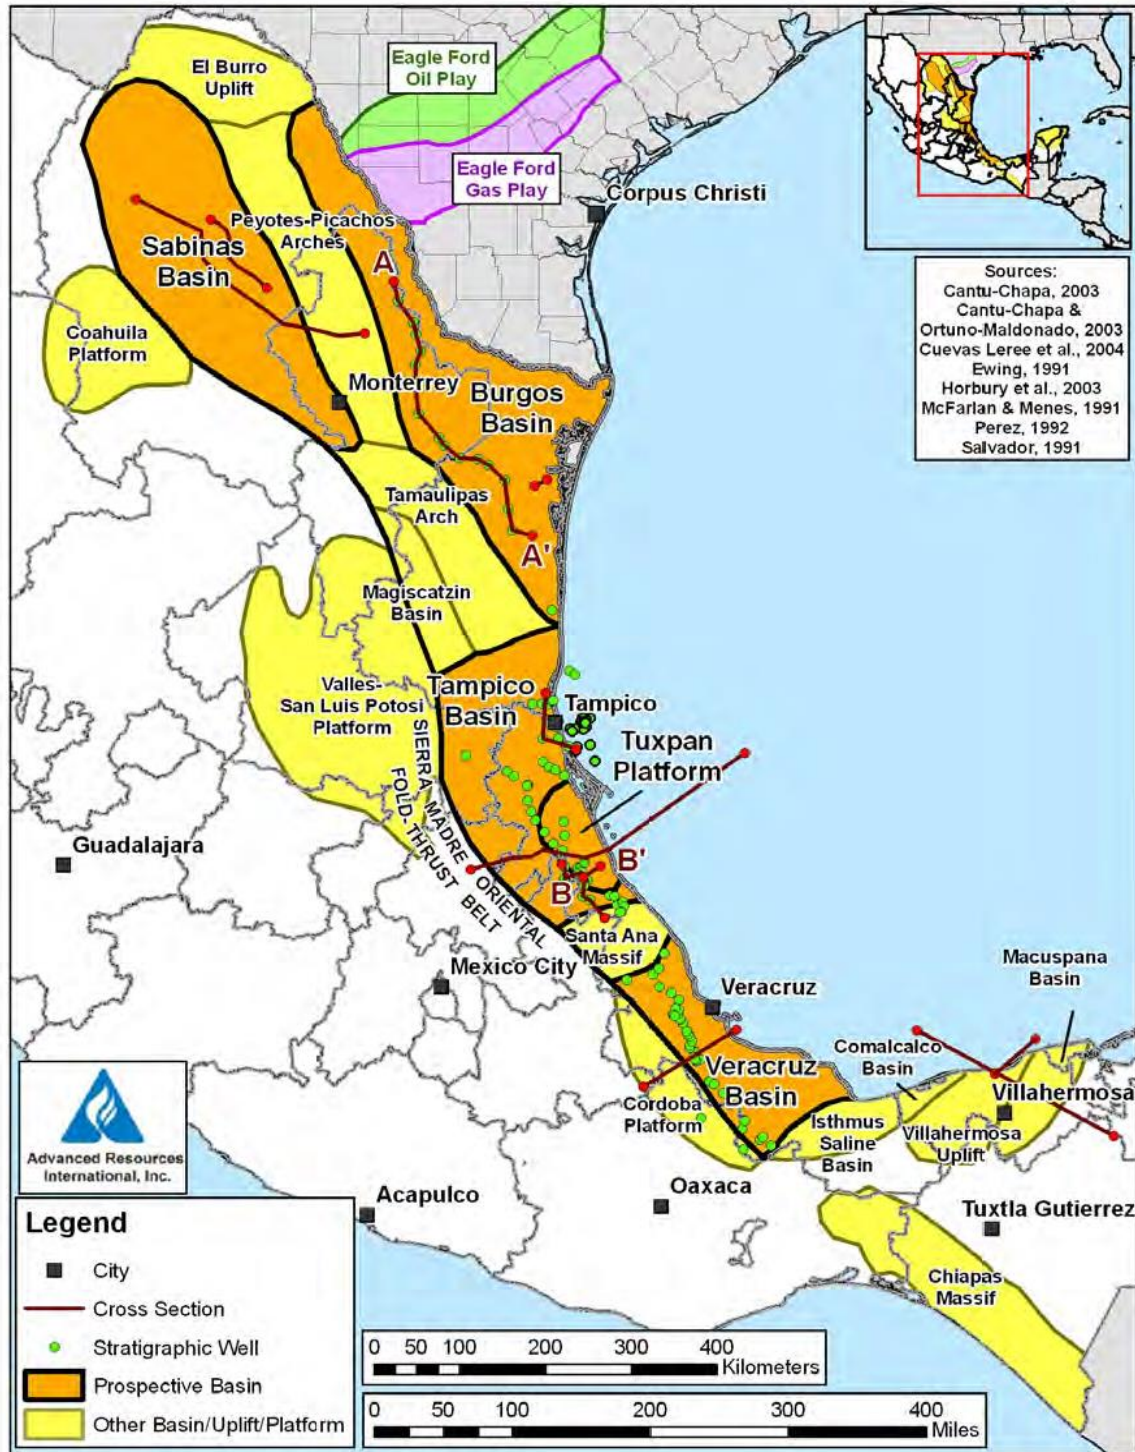 El Burro
Uplift
Eagle Ford
Oil Play
Eagle Ford
Gas Play
Corpus Christi
Sources:
Cantu-Chapa, 2003
Cantu-Chapa &
Ortuno-Maldonado, 2003
Cuevas Leree et al., 2004
Ewing, 1991
Horbury et al., 2003
McFarlan & Menes, 1991
Perez, 1992
Salvador, 1991
Peyotes-Picachos
Arches
Sabinas
Basin
A
Coahuila
Platform
Monterrey
Burgos
Basin
Tamaulipas
Arch
A'
Magiscatzin
Basin
Valles-
San Luis Potosi
Platform
Tampico
Basin
Tampico
Tuxpan
Platform
SIERRA MADRE ORIENTAL
FOLD-THRUST BELT
Guadalajara
B
B'
Santa Ana
Massif
Mexico City
Veracruz
Macuspana
Basin
Comalcalco
Basin
Veracruz
Basin
Villahermosa
Cordoba
Platform
Isthmus
Saline
Basin
Villahermosa
Uplift
Advanced Resources
International, Inc.
Acapulco
Oaxaca
Tuxtla Gutierrez
Chiapas
Massif
Legend
City
Cross Section
Stratigraphic Well
Prospective Basin
Other Basin/Uplift/Platform
0 50 100 200 300 400
Kilometers
0 50 100 200 300 400
Miles